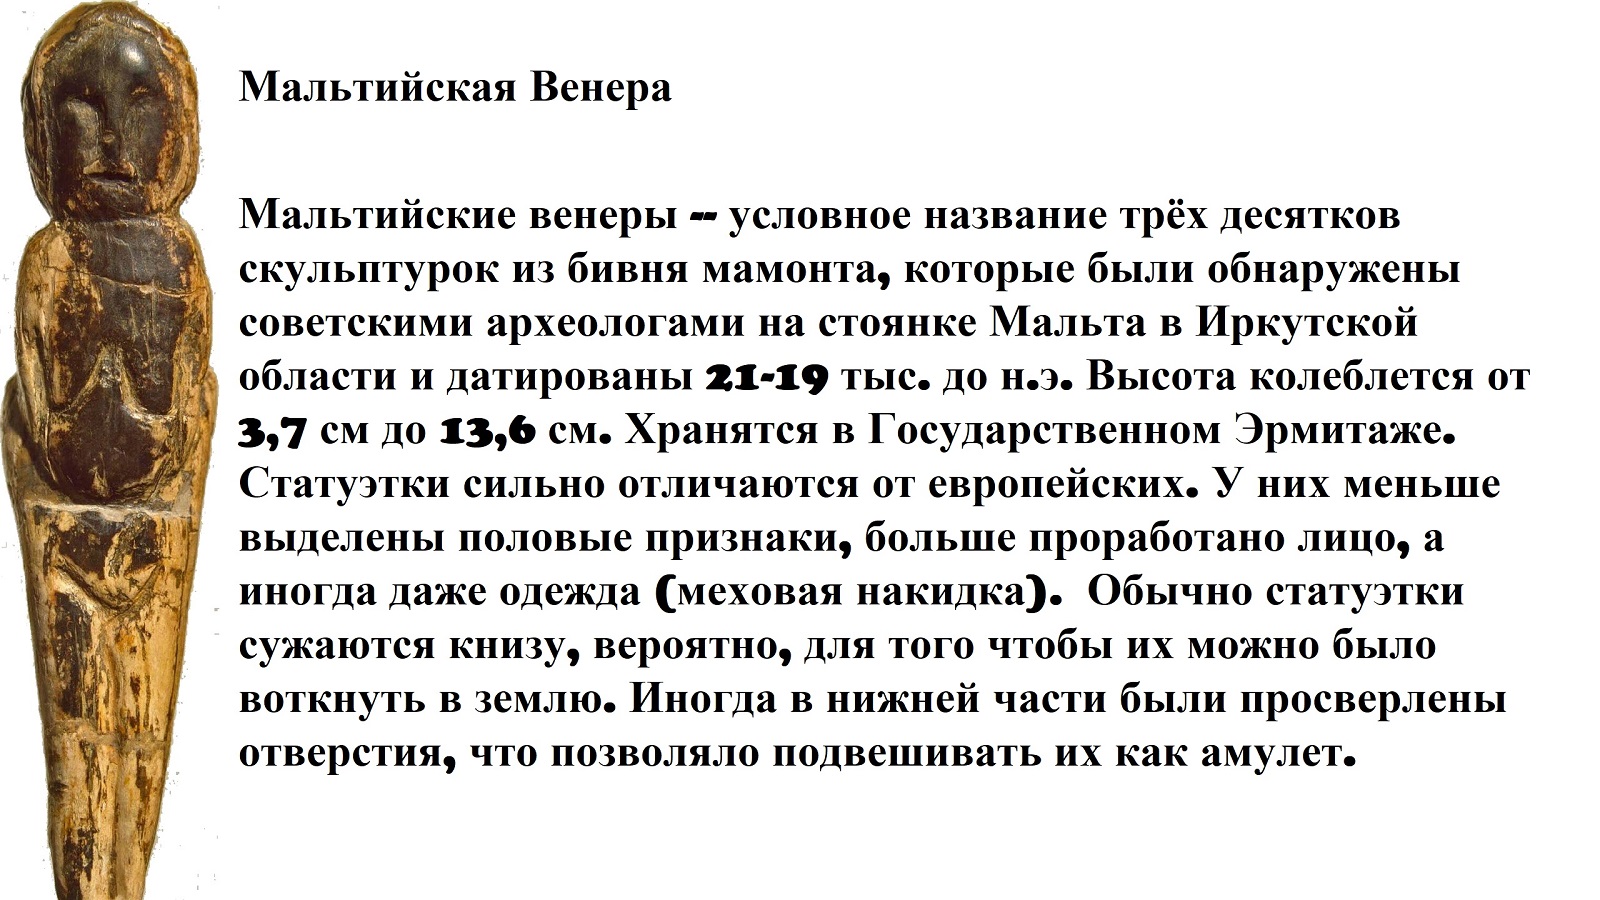 Мальтийская Венера
Мальтийские венеры -- условное название трёх десятков
скульптурок из бивня мамонта, которые были обнаружены
советскими археологами на стоянке Мальта в Иркутской
области и датированы 21-19 тыс. до н.э. Высота колеблется от
3,7 см до 13,6 см. Хранятся в Государственном Эрмитаже.
Статуэтки сильно отличаются от европейских. У них меньше
выделены половые признаки, больше проработано лицо, а
иногда даже одежда (меховая накидка).  Обычно статуэтки
сужаются книзу, вероятно, для того чтобы их можно было
воткнуть в землю. Иногда в нижней части были просверлены
отверстия, что позволяло подвешивать их как амулет.